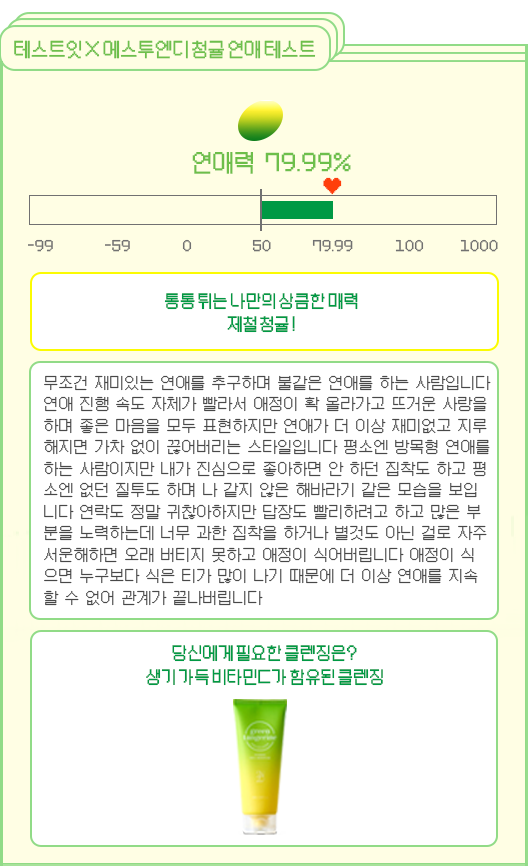 테스트잇X에스투엔디 청귤 연애 테스트
연애력 79.99%
-99 -59 0 50 79.99 100 1000
통통 튀는 나만의 상큼한 매력
제철 청귤!
무조건 재미있는 연애를 추구하며 불같은 연애를 하는 사람입니다
연애 진행 속도 자체가 빨라서 애정이 확 올라가고 뜨거운 사랑을
하며 좋은 마음을 모두 표현하지만 연애가 더 이상 재미없고 지루
해지면 가차 없이 끊어버리는 스타일입니다 평소엔 방목형 연애를
하는 사람이지만 내가 진심으로 좋아하면 안 하던 집착도 하고 평
소엔 없던 질투도 하며 나 같지 않은 해바라기 같은 모습을 보입
니다 연락도 정말 귀찮아하지만 답장도 빨리하려고 하고 많은 부
분을 노력하는데 너무 과한 집착을 하거나 별것도 아닌 걸로 자주
서운해하면 오래 버티지 못하고 애정이 식어버립니다 애정이 식
으면 누구보다 식은 티가 많이 나기 때문에 더 이상 연애를 지속
할 수 없어 관계가 끝나버립니다
당신에게 필요한 클렌징은?
생기 가득 비타민C가 함유된 클렌징
green
tangerine